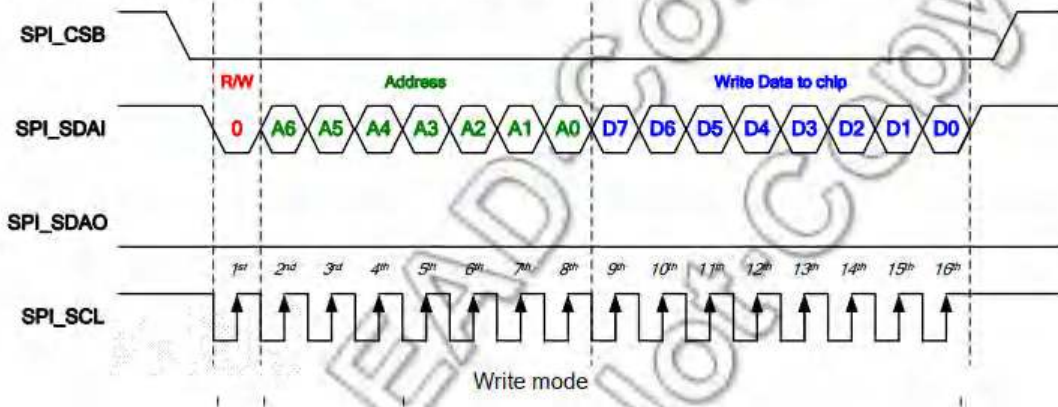 SPI_CSB
R/W Address Write Data to chip
SPI_SDAI 0 A6 A5 A4 A3 A2 A1 A0 D7 D6 D5 D4 D3 D2 D1 D0
SPI_SDAO
1st 2nd 3rd 4th 5th 6th 7th 8th 9th 10th 11th 12th 13th 14th 15th 16th
SPI_SCL
Write mode